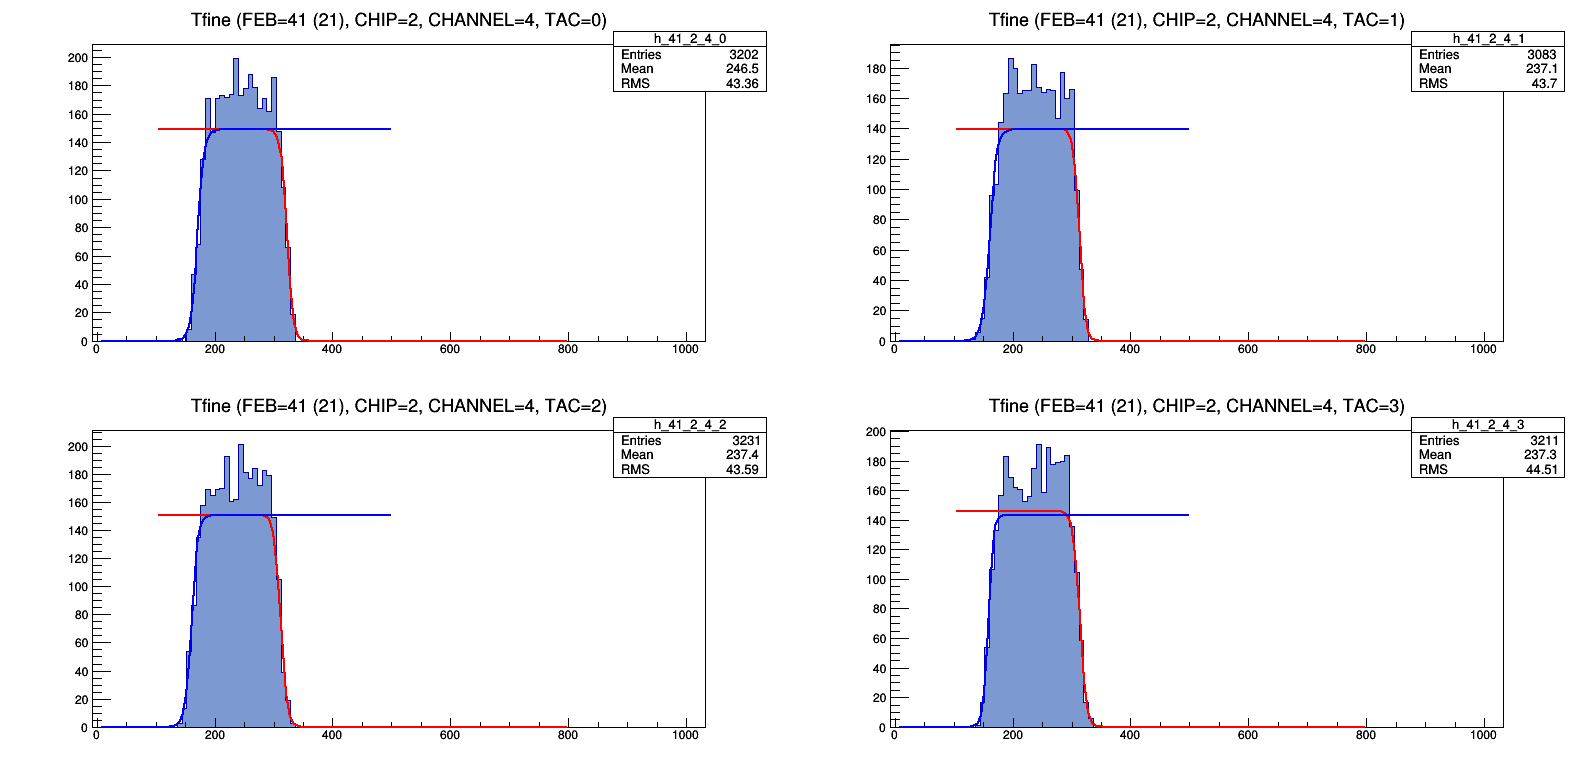 Tfine (FEB=41 (21), CHIP=2, CHANNEL=4, TAC=0)
h_41_2_4_0
Entries 3202
Mean 246.5
RMS 43.36
200
180
160
140
120
100
80
60
40
20
0
0 200 400 600 800 1000
Tfine (FEB=41 (21), CHIP=2, CHANNEL=4, TAC=1)
h_41_2_4_1
Entries 3083
Mean 237.1
RMS 43.7
180
160
140
120
100
80
60
40
20
0
0 200 400 600 800 1000
Tfine (FEB=41 (21), CHIP=2, CHANNEL=4, TAC=2)
h_41_2_4_2
Entries 3231
Mean 237.4
RMS 43.59
200
180
160
140
120
100
80
60
40
20
0
0 200 400 600 800 1000
Tfine (FEB=41 (21), CHIP=2, CHANNEL=4, TAC=3)
h_41_2_4_3
Entries 3211
Mean 237.3
RMS 44.51
200
180
160
140
120
100
80
60
40
20
0
0 200 400 600 800 1000